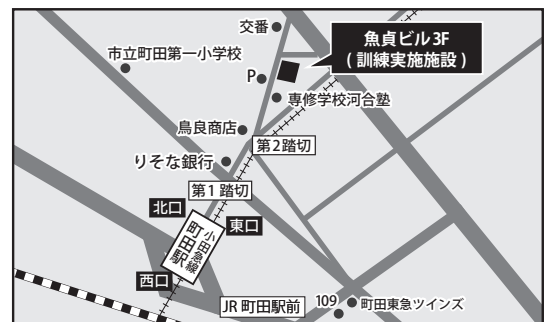 交番
魚貞ビル3F
(訓練実施施設)
市立町田第一小学校
P
専修学校河合塾
鳥良商店
第2踏切
りそな銀行
第1踏切
北口
東口
小田急線
町田駅
西口
JR 町田駅前
109
町田東急ツインズ